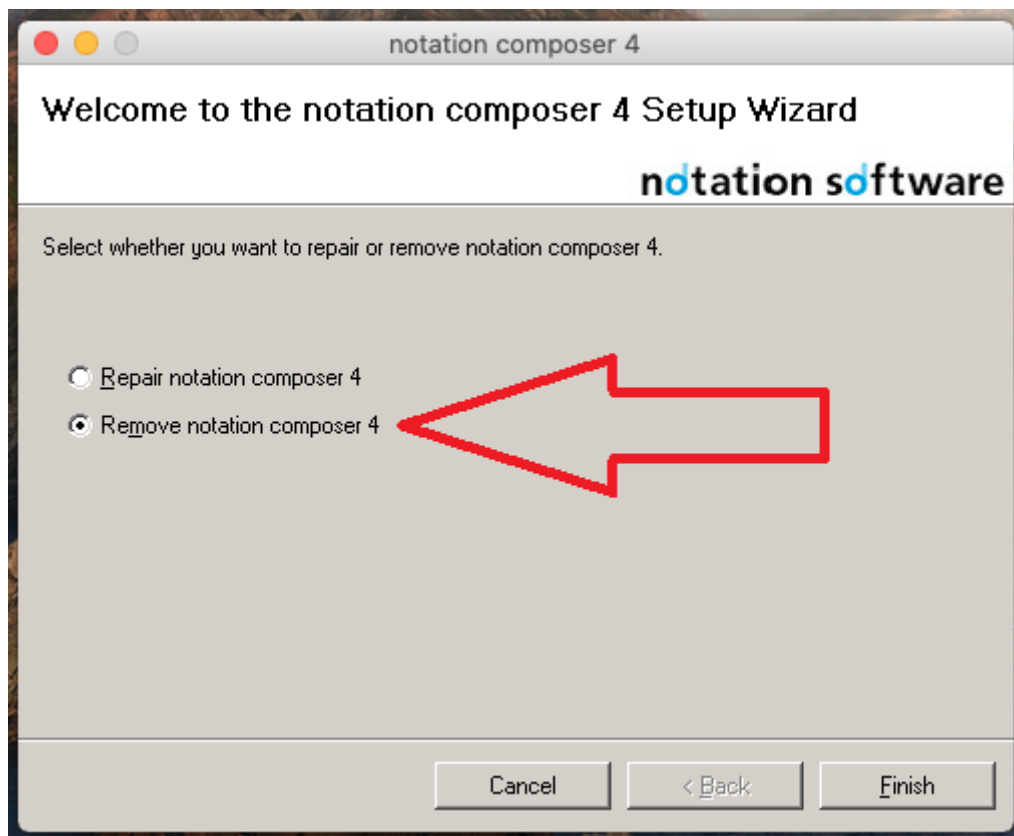 notation composer 4
Welcome to the notation composer 4 Setup Wizard
notation software
Select whether you want to repair or remove notation composer 4.
Repair notation composer 4
Remove notation composer 4
Cancel < Back Finish